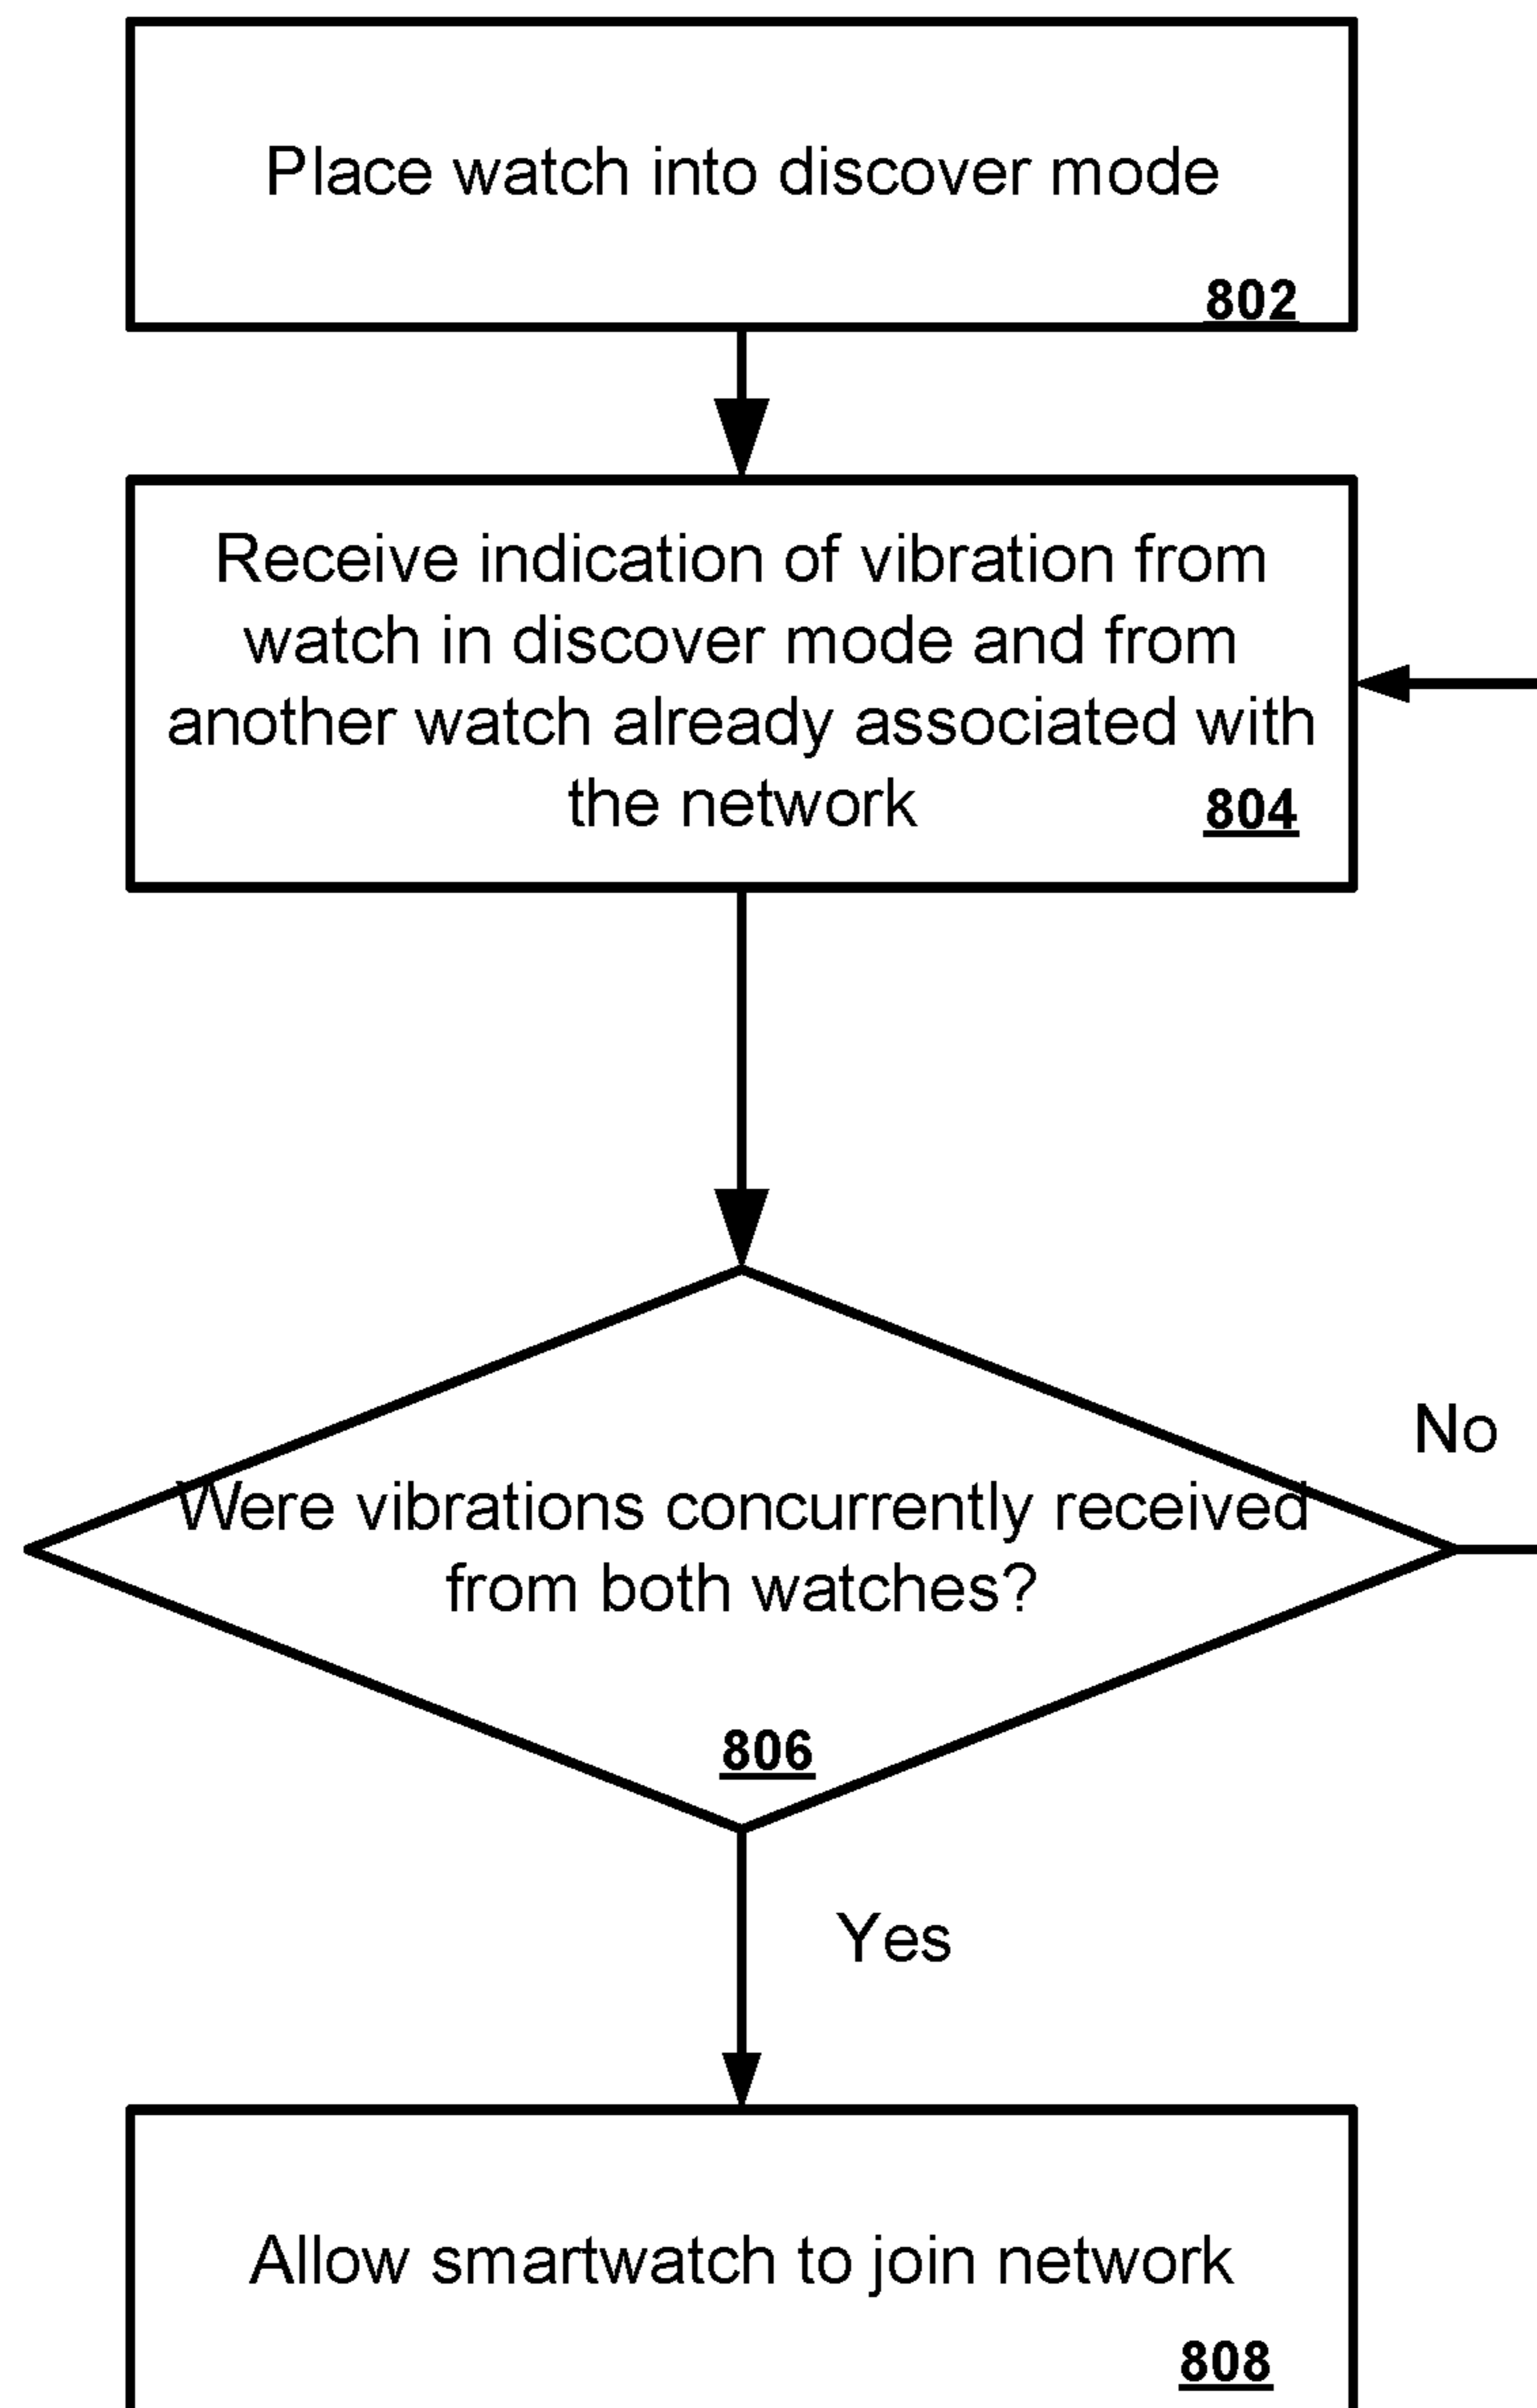 Place watch into discover mode
802
Receive indication of vibration from
watch in discover mode and from
another watch already associated with
the network
804
No
Were vibrations concurrently received
from both watches?
806
Yes
Allow smartwatch to join network
808